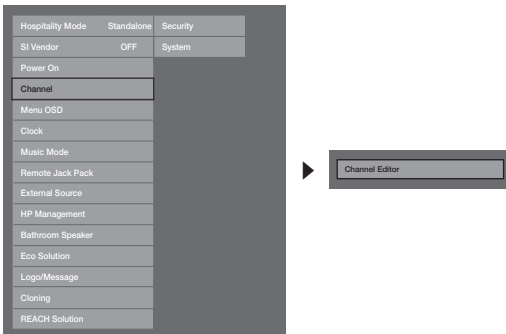 Hospitality Mode Standalone Security
SI Vendor OFF System
Power On
Channel
Menu OSD
Clock
Music Mode
Remote Jack Pack
External Source
HP Management
Bathroom Speaker
Eco Solution
Logo/Message
Cloning
REACH Solution
Channel Editor